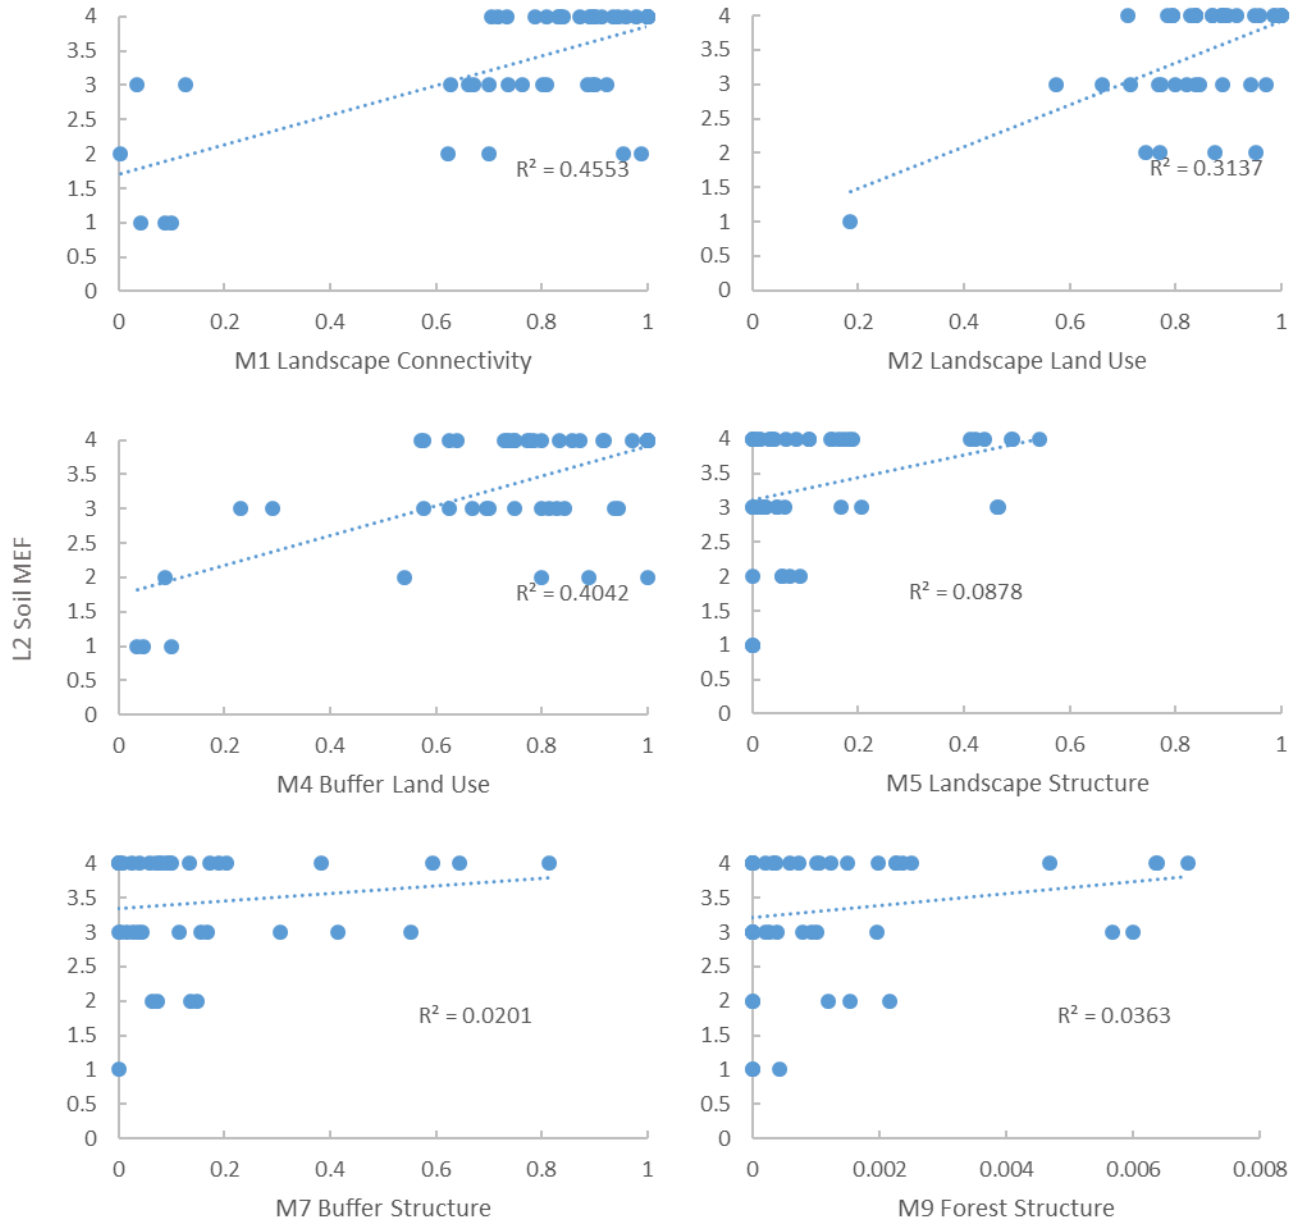 4
3.5
3
2.5
2
1.5
1
0.5
0
R² = 0.4553
0 0.2 0.4 0.6 0.8 1
M1 Landscape Connectivity
4
3.5
3
2.5
2
1.5
1
0.5
0
R² = 0.3137
0 0.2 0.4 0.6 0.8 1
M2 Landscape Land Use
L2 Soil MEF
4
3.5
3
2.5
2
1.5
1
0.5
0
R² = 0.4042
0 0.2 0.4 0.6 0.8 1
M4 Buffer Land Use
4
3.5
3
2.5
2
1.5
1
0.5
0
R² = 0.0878
0 0.2 0.4 0.6 0.8 1
M5 Landscape Structure
4
3.5
3
2.5
2
1.5
1
0.5
0
R² = 0.0201
0 0.2 0.4 0.6 0.8 1
M7 Buffer Structure
4
3.5
3
2.5
2
1.5
1
0.5
0
R² = 0.0363
0 0.002 0.004 0.006 0.008
M9 Forest Structure